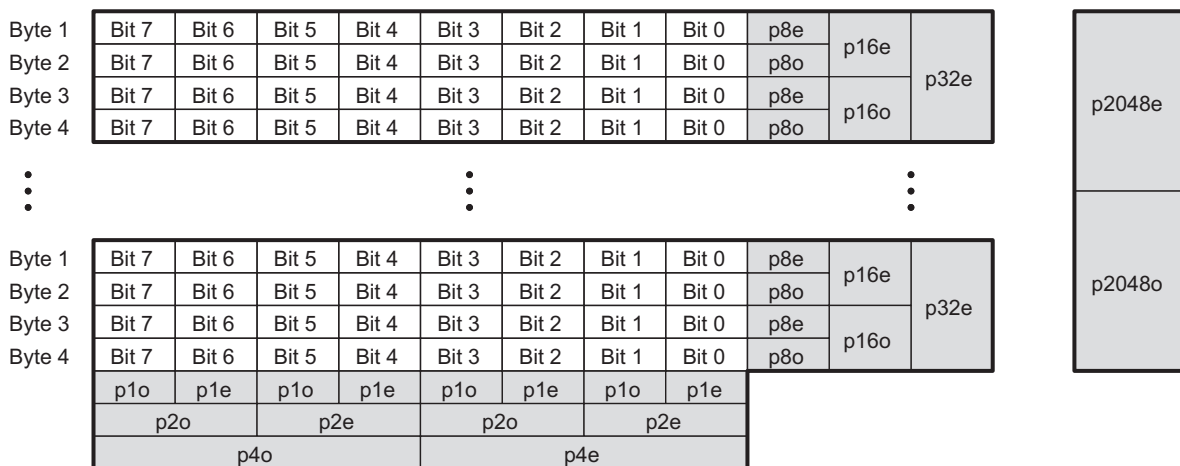 Byte 1 Bit 7 Bit 6 Bit 5 Bit 4 Bit 3 Bit 2 Bit 1 Bit 0 p8e p16e p32e p2048e
Byte 2 Bit 7 Bit 6 Bit 5 Bit 4 Bit 3 Bit 2 Bit 1 Bit 0 p8o
Byte 3 Bit 7 Bit 6 Bit 5 Bit 4 Bit 3 Bit 2 Bit 1 Bit 0 p8e p16o
Byte 4 Bit 7 Bit 6 Bit 5 Bit 4 Bit 3 Bit 2 Bit 1 Bit 0 p8o
Byte 1 Bit 7 Bit 6 Bit 5 Bit 4 Bit 3 Bit 2 Bit 1 Bit 0 p8e p16e p32e p2048o
Byte 2 Bit 7 Bit 6 Bit 5 Bit 4 Bit 3 Bit 2 Bit 1 Bit 0 p8o
Byte 3 Bit 7 Bit 6 Bit 5 Bit 4 Bit 3 Bit 2 Bit 1 Bit 0 p8e p16o
Byte 4 Bit 7 Bit 6 Bit 5 Bit 4 Bit 3 Bit 2 Bit 1 Bit 0 p8o
p1o p1e p1o p1e p1o p1e p1o p1e
p2o p2e p2o p2e
p4o p4e